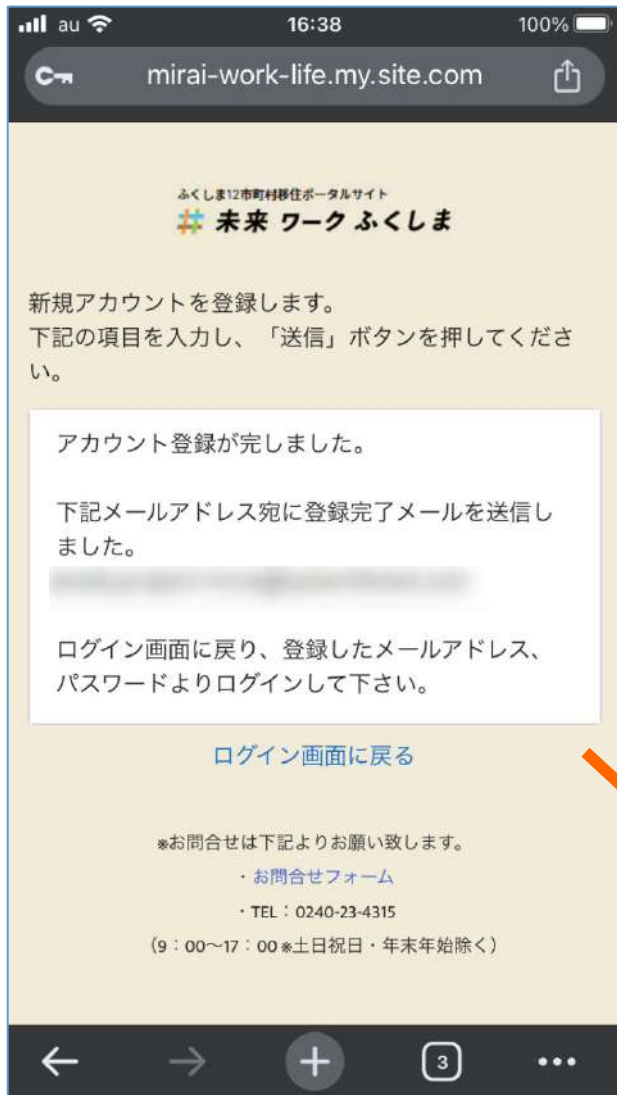 au 16:38 100%
mirai-work-life.my.site.com
ふくしま12市町村移住ポータルサイト
未来 ワーク ふくしま
新規アカウントを登録します。
下記の項目を入力し、「送信」ボタンを押してくださ
い。
アカウント登録が完しました。
下記メールアドレス宛に登録完了メールを送信し
ました。
ログイン画面に戻り、登録したメールアドレス、
パスワードよりログインして下さい。
ログイン画面に戻る
※お問合せは下記よりお願い致します。
・お問合せフォーム
・TEL：0240-23-4315
（9：00～17：00 ※土日祝日・年末年始除く）
3